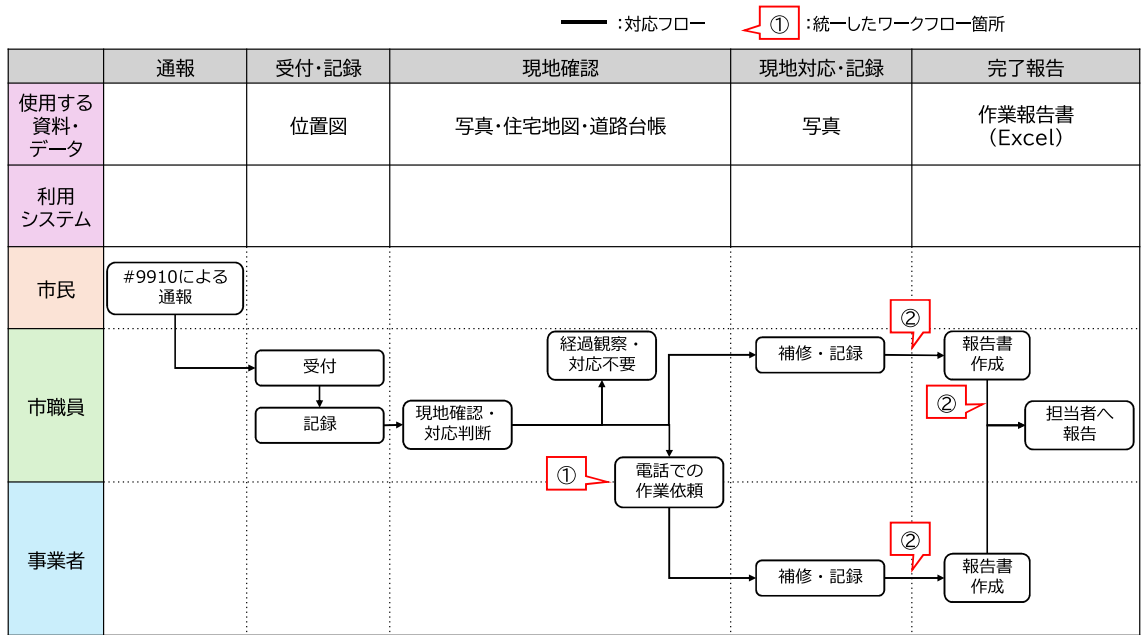 :対応フロー
①
:統一したワークフロー箇所
通報
受付・記録
現地確認
現地対応・記録
完了報告
使用する
資料・
データ
位置図
写真・住宅地図・道路台帳
写真
作業報告書
(Excel)
利用
システム
市民
#9910による
通報
市職員
受付
記録
現地確認・
対応判断
経過観察・
対応不要
①
電話での
作業依頼
補修・記録
②
報告書
作成
②
担当者へ
報告
事業者
補修・記録
②
報告書
作成